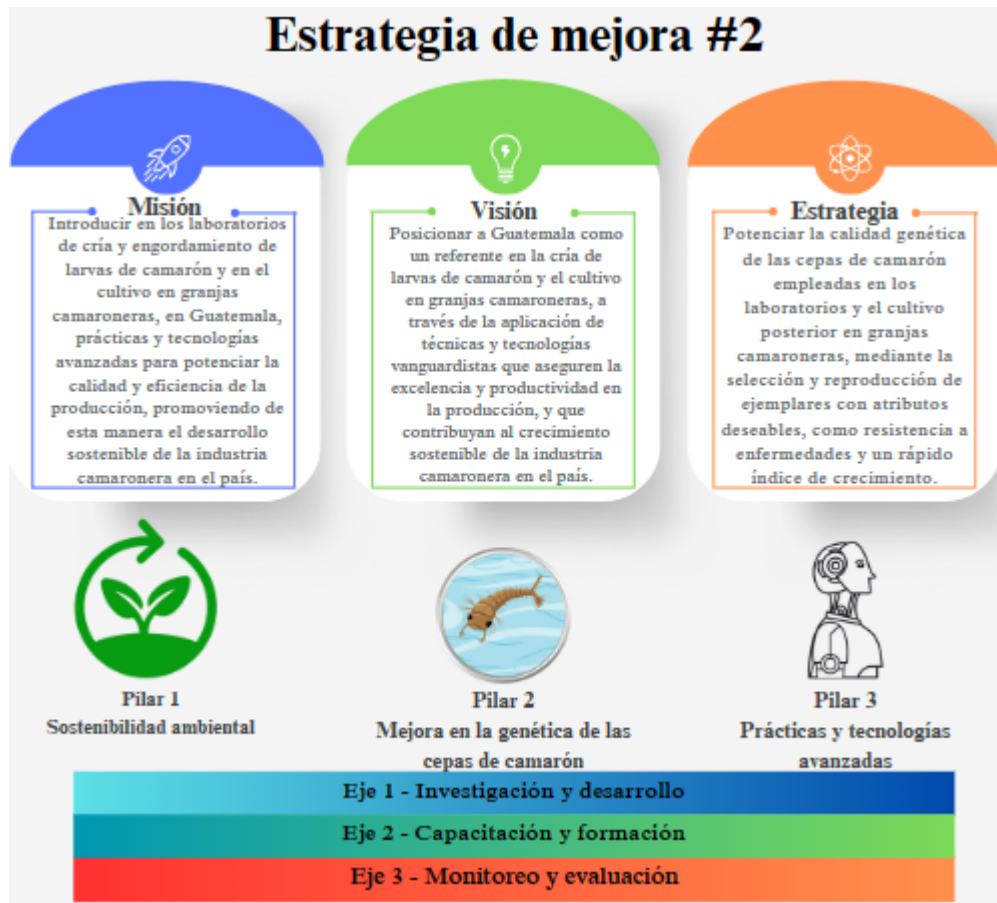 Estrategia de mejora #2
Misión
Introducir en los laboratorios
de cría y engordamiento de
larvas de camarón y en el
cultivo en granjas
camaroneras, en Guatemala,
prácticas y tecnologías
avanzadas para potenciar la
calidad y eficiencia de la
producción, promoviendo de
esta manera el desarrollo
sostenible de la industria
camaronera en el país.
Visión
Posicionar a Guatemala como
un referente en la cría de
larvas de camarón y el cultivo
en granjas camaroneras, a
través de la aplicación de
técnicas y tecnologías
vanguardistas que aseguren la
excelencia y productividad en
la producción, y que
contribuyan al crecimiento
sostenible de la industria
camaronera en el país.
Estrategia
Potenciar la calidad genética
de las cepas de camarón
empleadas en los
laboratorios y el cultivo
posterior en granjas
camaroneras, mediante la
selección y reproducción de
ejemplares con atributos
deseables, como resistencia a
enfermedades y un rápido
índice de crecimiento.
Pilar 1
Sostenibilidad ambiental
Pilar 2
Mejora en la genética de las
cepas de camarón
Pilar 3
Prácticas y tecnologías
avanzadas
Eje 1 - Investigación y desarrollo
Eje 2 - Capacitación y formación
Eje 3 - Monitoreo y evaluación